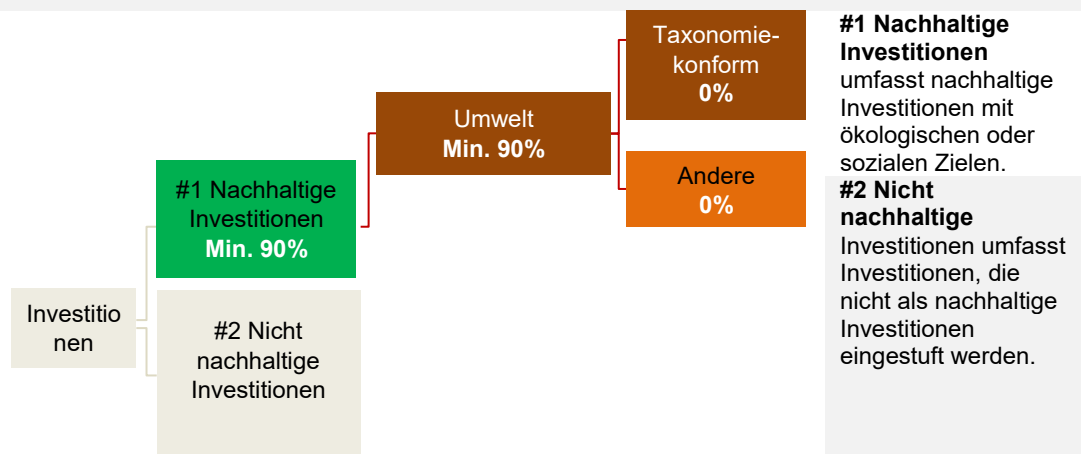 Investitio
nen
#1 Nachhaltige
Investitionen
Min. 90%
#2 Nicht
nachhaltige
Investitionen
Umwelt
Min. 90%
Taxonomie-
konform
0%
Andere
0%
#1 Nachhaltige
Investitionen
umfasst nachhaltige
Investitionen mit
ökologischen oder
sozialen Zielen.
#2 Nicht
nachhaltige
Investitionen umfasst
Investitionen, die
nicht als nachhaltige
Investitionen
eingestuft werden.